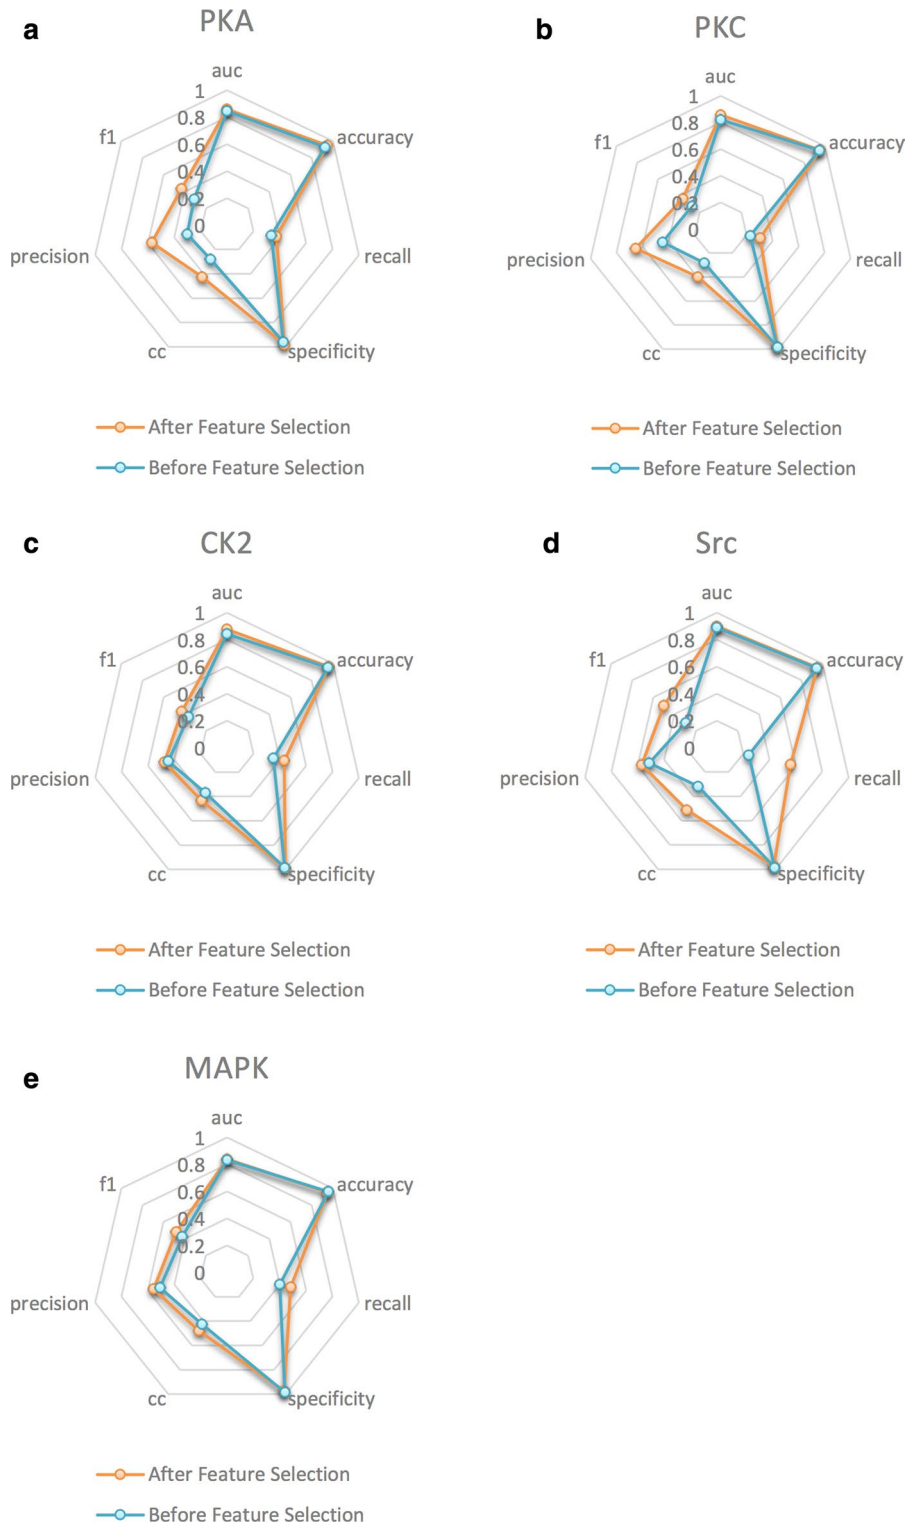 a
PKA
auc
1
0.8
0.6
0.4
0.2
0
accuracy
recall
specificity
cc
precision
f1
After Feature Selection
Before Feature Selection
b
PKC
auc
1
0.8
0.6
0.4
0.2
0
accuracy
recall
specificity
cc
precision
f1
After Feature Selection
Before Feature Selection
c
CK2
auc
1
0.8
0.6
0.4
0.2
0
accuracy
recall
specificity
cc
precision
f1
After Feature Selection
Before Feature Selection
d
Src
auc
1
0.8
0.6
0.4
0.2
0
accuracy
recall
specificity
cc
precision
f1
After Feature Selection
Before Feature Selection
e
MAPK
auc
1
0.8
0.6
0.4
0.2
0
accuracy
recall
specificity
cc
precision
f1
After Feature Selection
Before Feature Selection